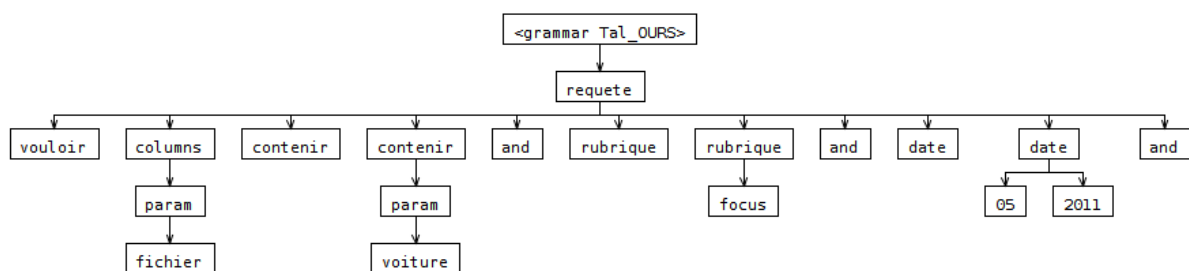 <grammar Tal_OURS>
requete
vouloir columns contenir contenir and rubrique rubrique and date date and
param param focus 05 2011
fichier voiture